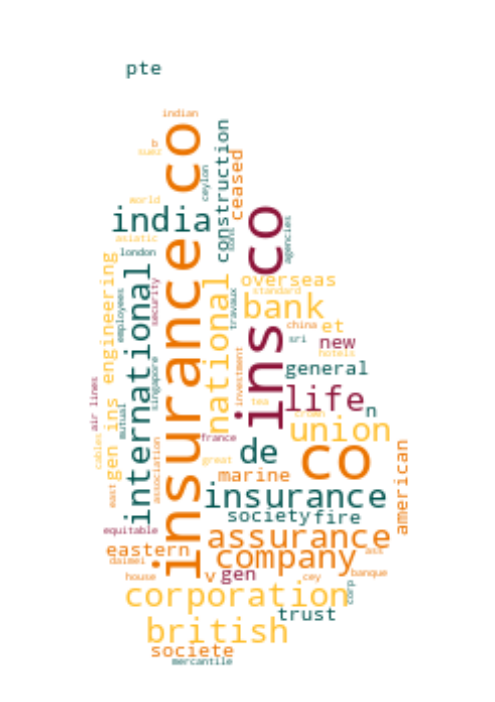 pte
indian
insurance co
b
suez
construction
ceased
ceylon
world
india
ins co
agencies
asiatic
london
international
gen ins engineering
employees
security
national
travaux
overseas
standard
bank
china
et
sri
new
hotels
general
singapore
investment
air lines
mutual
cables
tea
life
n
crown
union
france
de
co
great
american
association
marine
east
insurance
society
fire
equitable
assurance
eastern
company
ass
daimei
house
v
gen
cey
banque
corporation
corp
trust
british
societe
mercantile